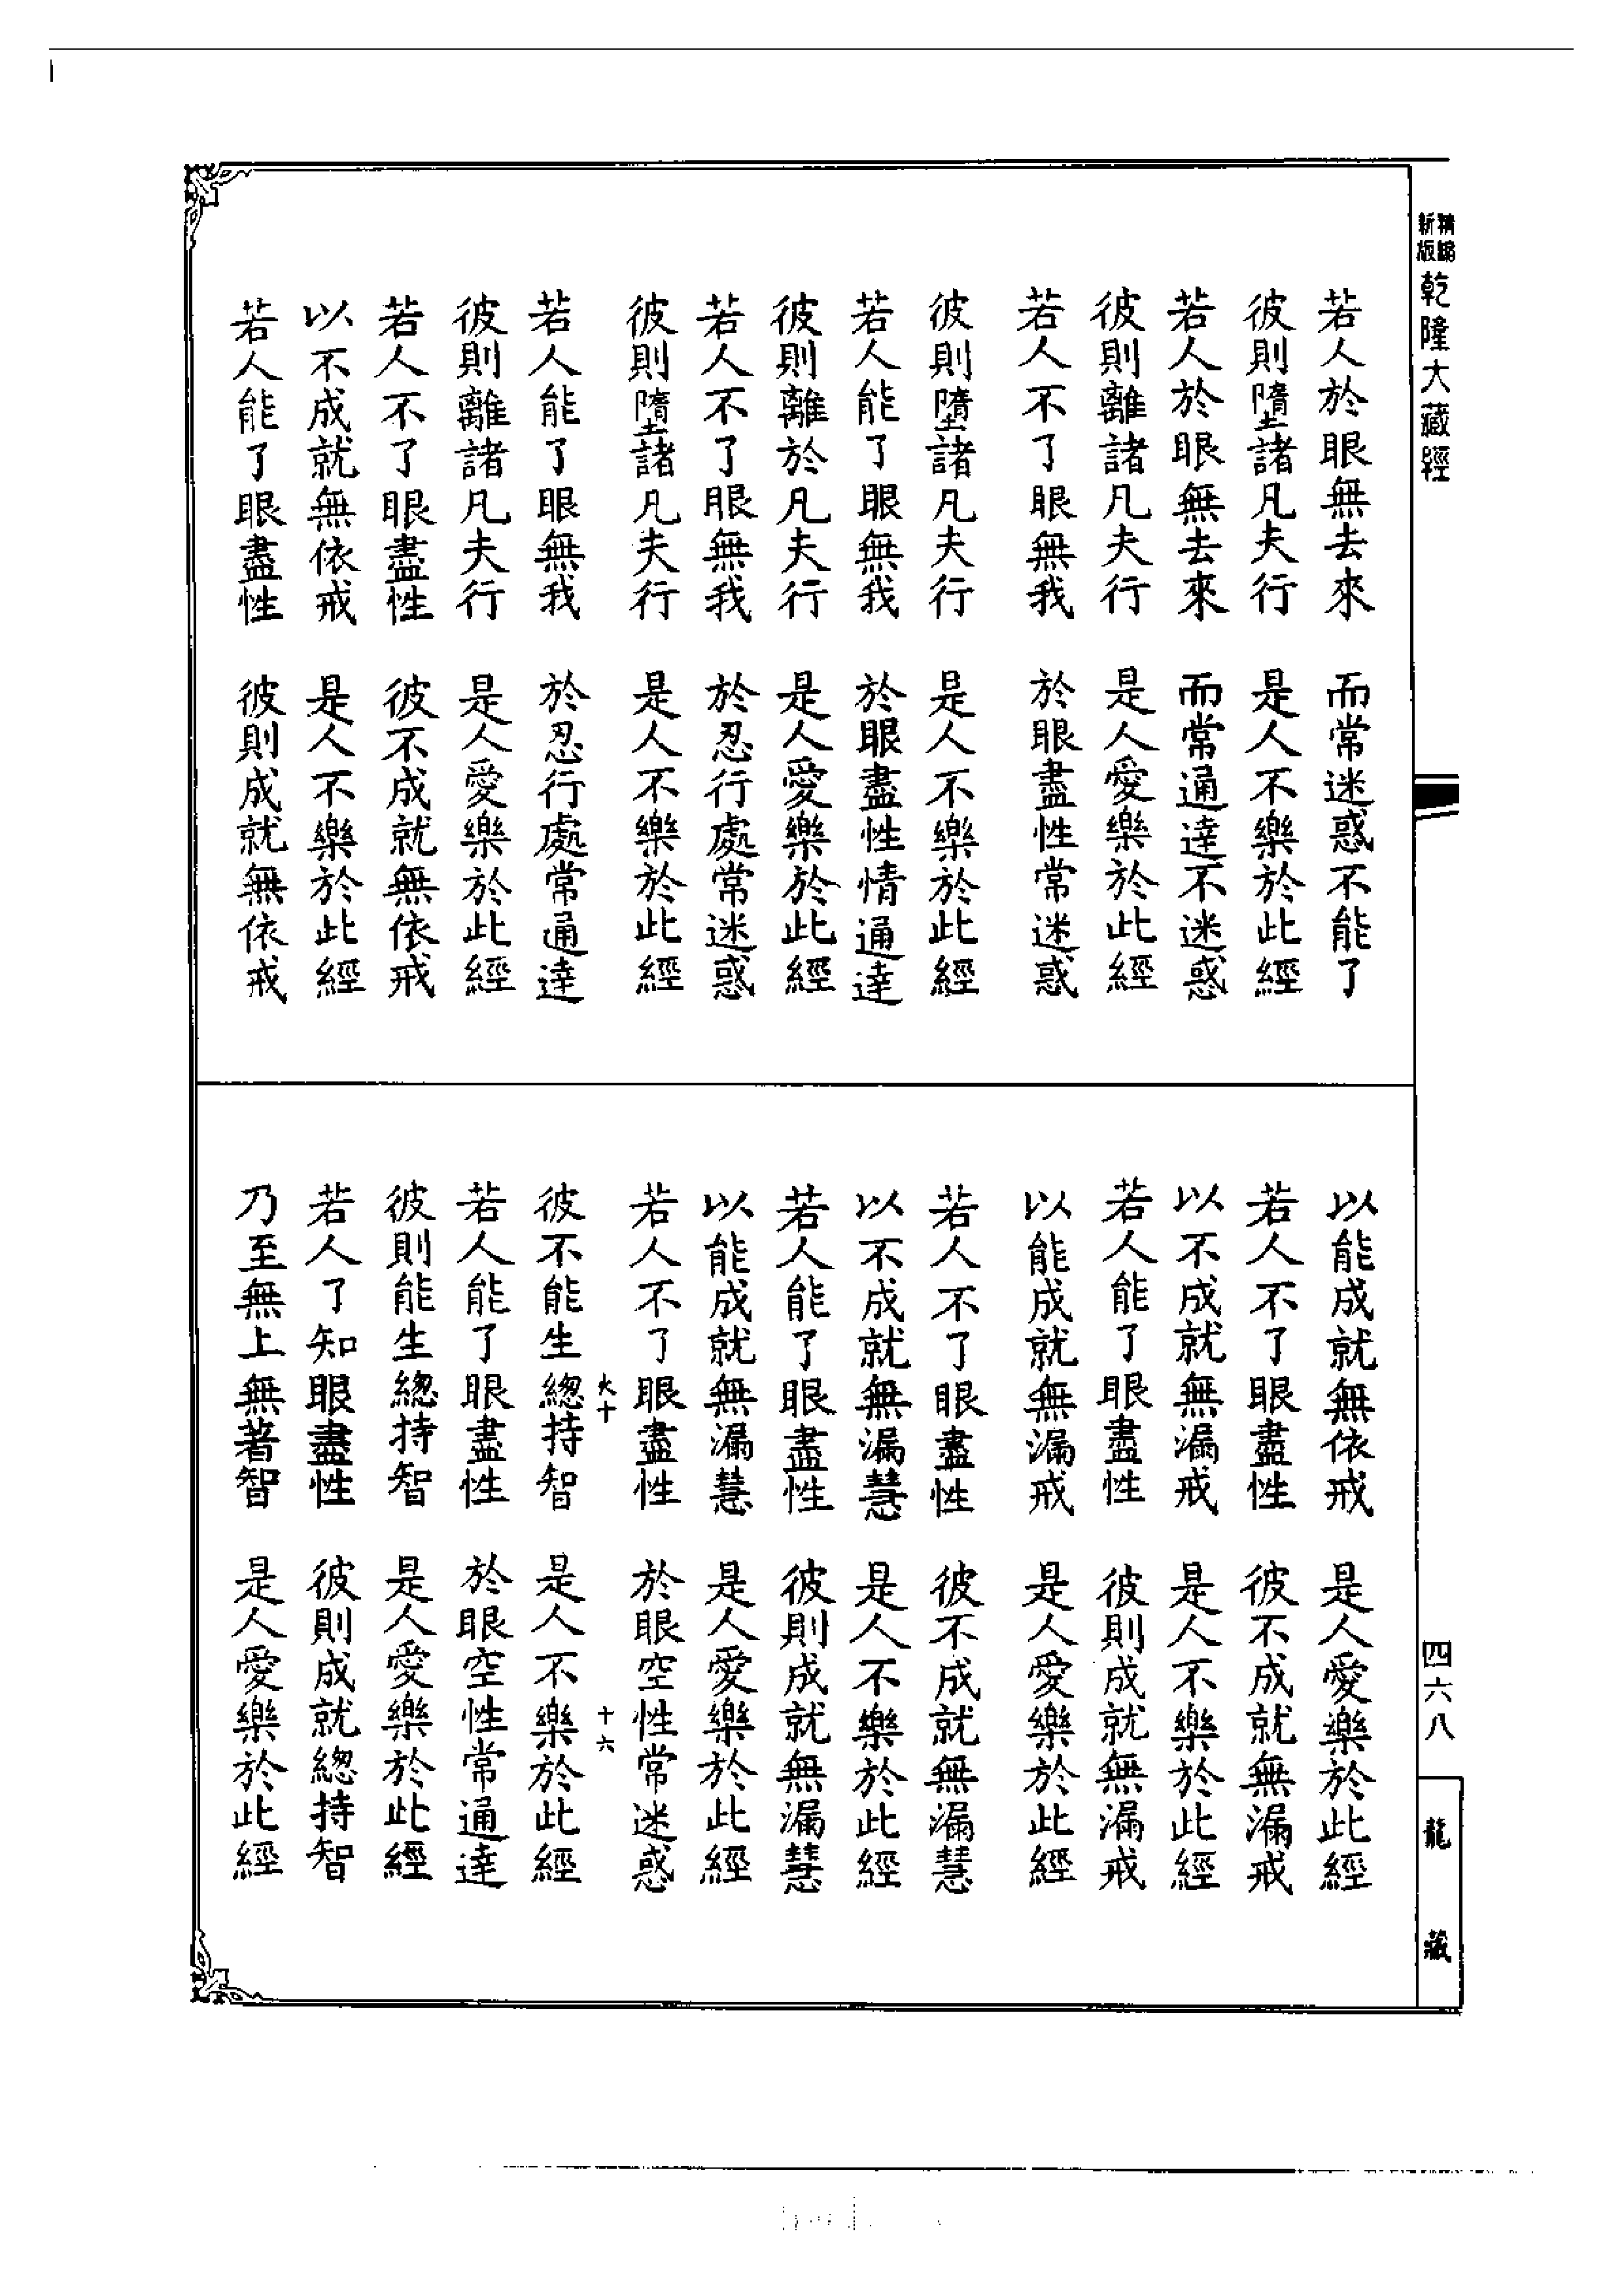 精縮新版 乾隆大藏經
若人於眼無去來 而常迷惑不能了
彼則墮諸凡夫行 是人不樂於此經
若人於眼無去來 而常通達不迷惑
彼則離諸凡夫行 是人愛樂於此經
若人不了眼無我 於眼盡性常迷惑
彼則墮諸凡夫行 是人不樂於此經
若人能了眼無我 於眼盡性情通達
彼則離於凡夫行 是人愛樂於此經
若人不了眼無我 於忍行處常迷惑
彼則墮諸凡夫行 是人不樂於此經
若人能了眼無我 於忍行處常通達
彼則離諸凡夫行 是人愛樂於此經
若人不了眼盡性 彼不成就無依戒
以不成就無依戒 是人不樂於此經
若人能了眼盡性 彼則成就無依戒
以能成就無依戒 是人愛樂於此經
若人不了眼盡性 彼不成就無漏戒
以不成就無漏戒 是人不樂於此經
若人能了眼盡性 彼則成就無漏戒
以能成就無漏戒 是人愛樂於此經
若人不了眼盡性 彼不成就無漏慧
以不成就無漏慧 是人不樂於此經
若人能了眼盡性 彼則成就無漏慧
以能成就無漏慧 是人愛樂於此經
若人不了眼盡性 於眼空性常迷惑
火十 十六
彼不能生總持智 是人不樂於此經
若人能了眼盡性 於眼空性常通達
彼則能生總持智 是人愛樂於此經
若人了知眼盡性 彼則成就總持智
乃至無上無著智 是人愛樂於此經
四六八
龍藏